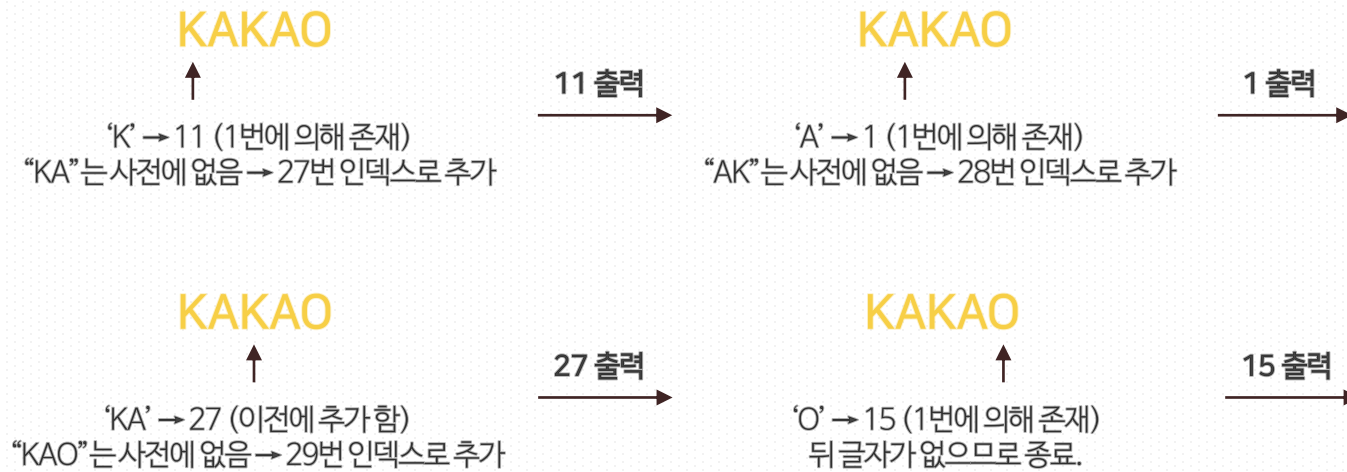 KAKAO
11 출력
‘K’ → 11 (1번에 의해 존재)
“KA”는 사전에 없음 → 27번 인덱스로 추가
KAKAO
1 출력
‘A’ → 1 (1번에 의해 존재)
“AK”는 사전에 없음 → 28번 인덱스로 추가
KAKAO
27 출력
‘KA’ → 27 (이전에 추가 함)
“KAO”는 사전에 없음 → 29번 인덱스로 추가
KAKAO
15 출력
‘O’ → 15 (1번에 의해 존재)
뒤 글자가 없으므로 종료.